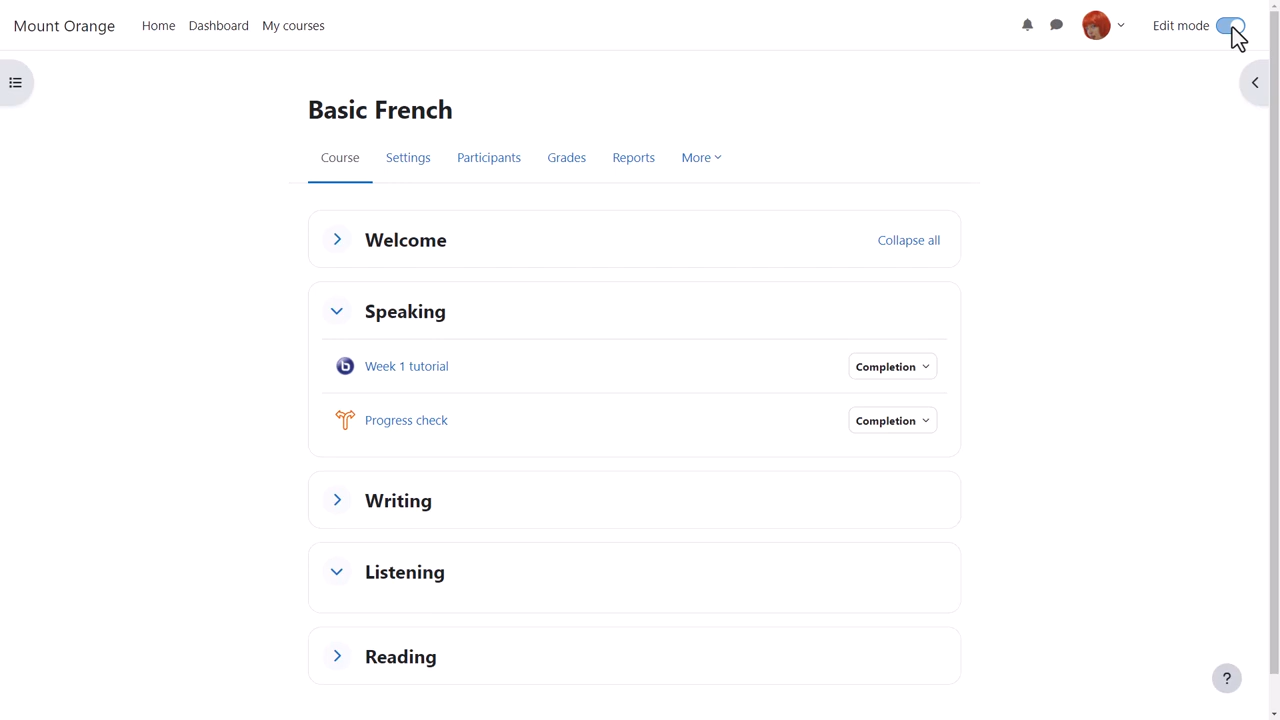 Mount Orange Home Dashboard My courses Edit mode
Basic French
Course Settings Participants Grades Reports More
Welcome Collapse all
Speaking
b Week 1 tutorial Completion
Progress check Completion
Writing
Listening
Reading
?